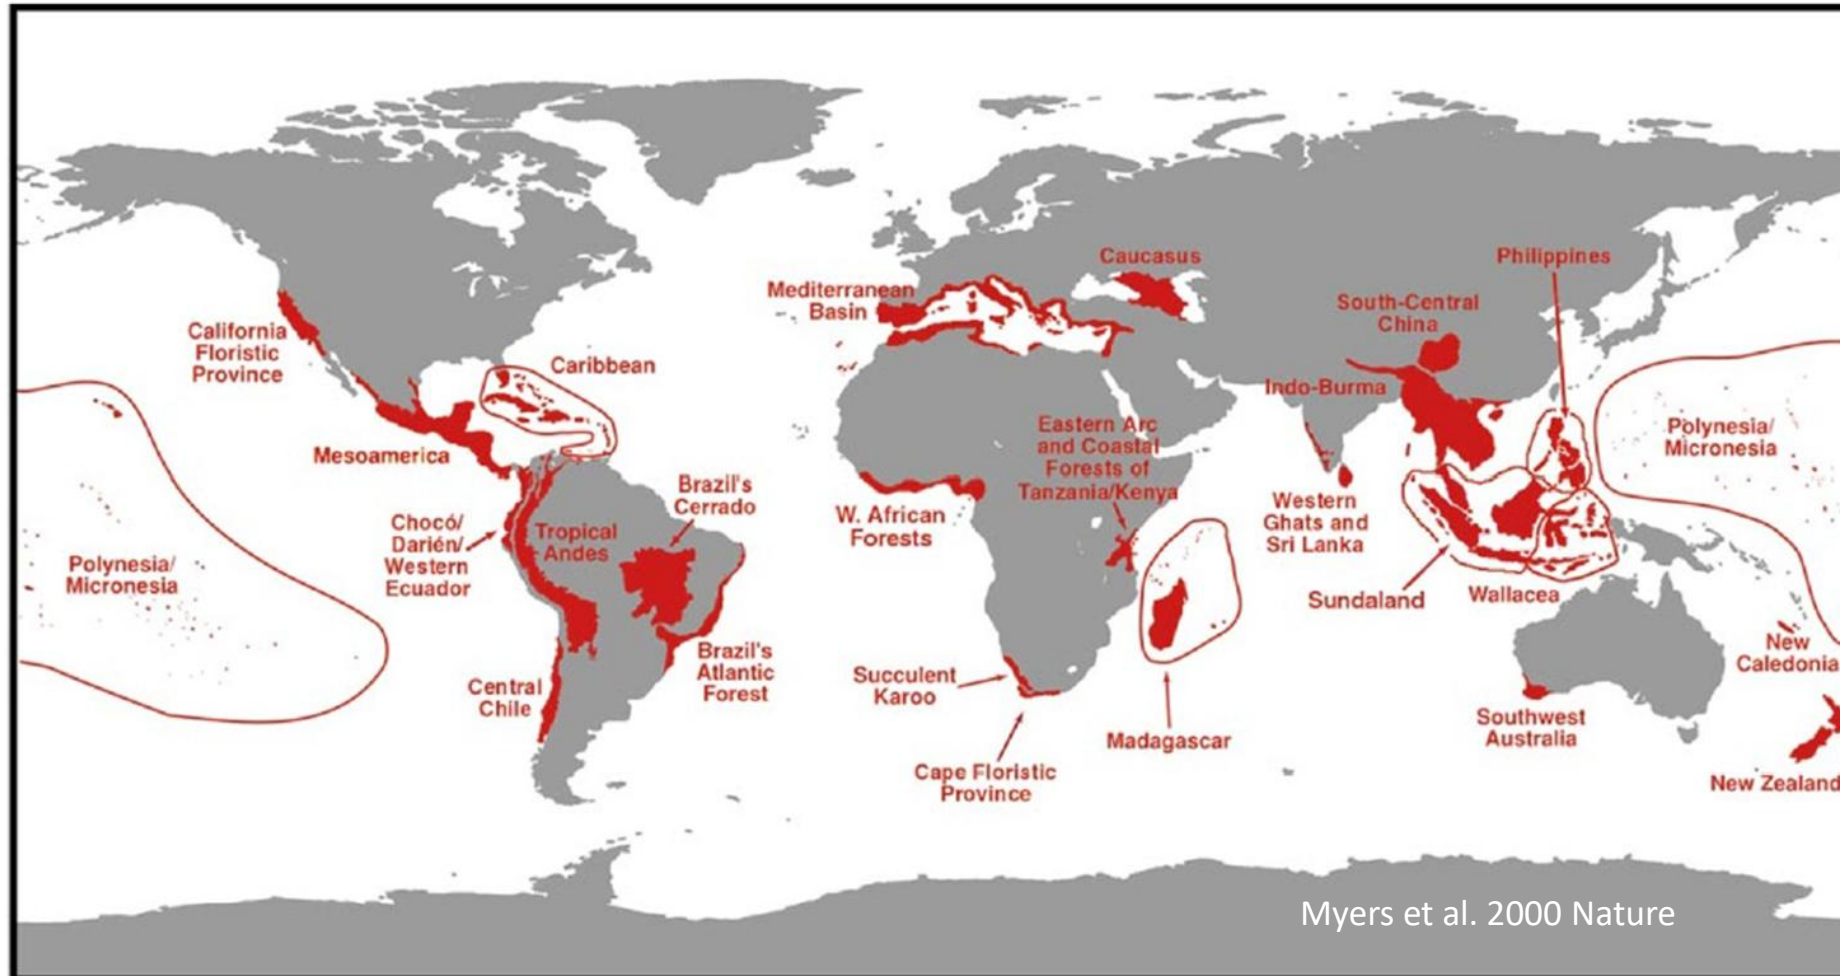 California
Floristic
Province
Caribbean
Mesoamerica
Polynesia/
Micronesia
Chocó/
Darién/
Western
Ecuador
Tropical
Andes
Brazil's
Cerrado
Central
Chile
Brazil's
Atlantic
Forest
Mediterranean
Basin
Caucasus
W. African
Forests
Eastern Arc
and Coastal
Forests of
Tanzania/Kenya
Succulent
Karoo
Cape Floristic
Province
Madagascar
Philippines
South-Central
China
Indo-Burma
Western
Ghats and
Sri Lanka
Sundaland
Wallacea
Polynesia/
Micronesia
New
Caledonia
Southwest
Australia
New Zealand
Myers et al. 2000 Nature